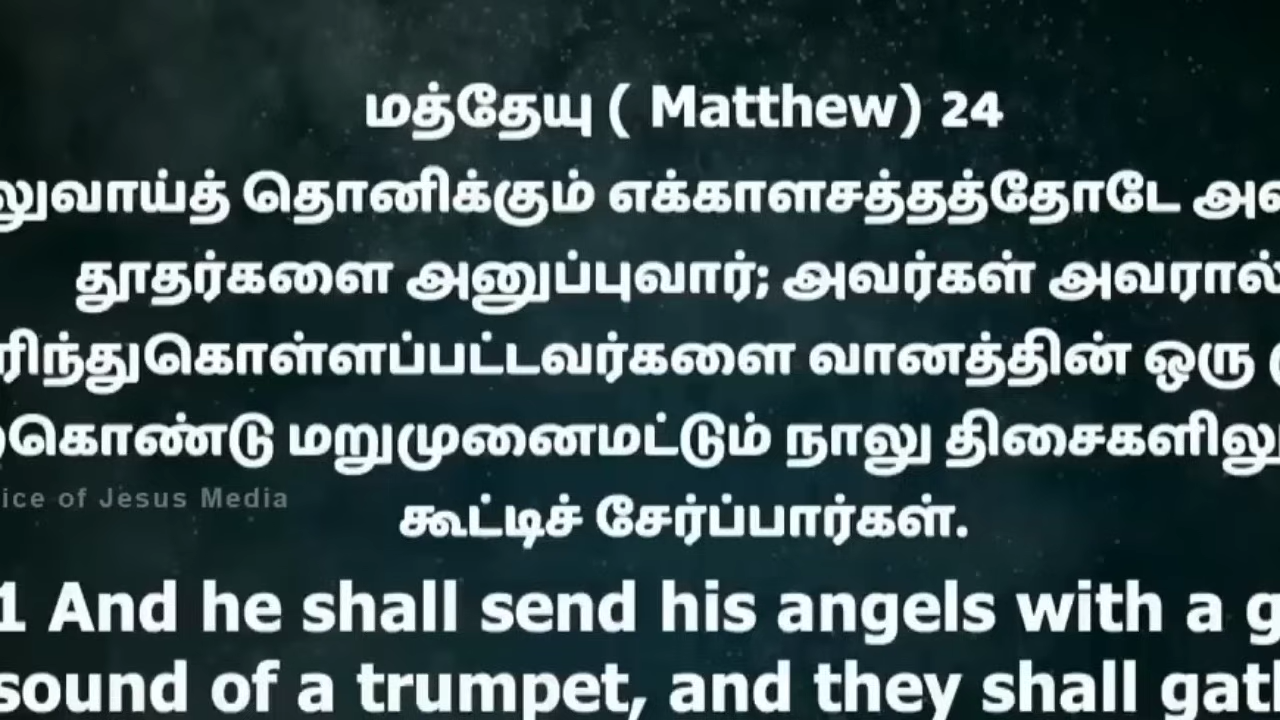 மத்தேயு ( Matthew) 24
லுவாய்த் தொனிக்கும் எக்காளசத்தத்தோடே
தூதர்களை அனுப்புவார்; அவர்கள் அவரால்
ரிந்துகொள்ளப்பட்டவர்களை வானத்தின் ஒரு
கொண்டு மறுமுனைமட்டும் நாலு திசைகளிலு
ice of Jesus Media
கூட்டிச் சேர்ப்பார்கள்.
1 And he shall send his angels with a g
sound of a trumpet, and they shall gat